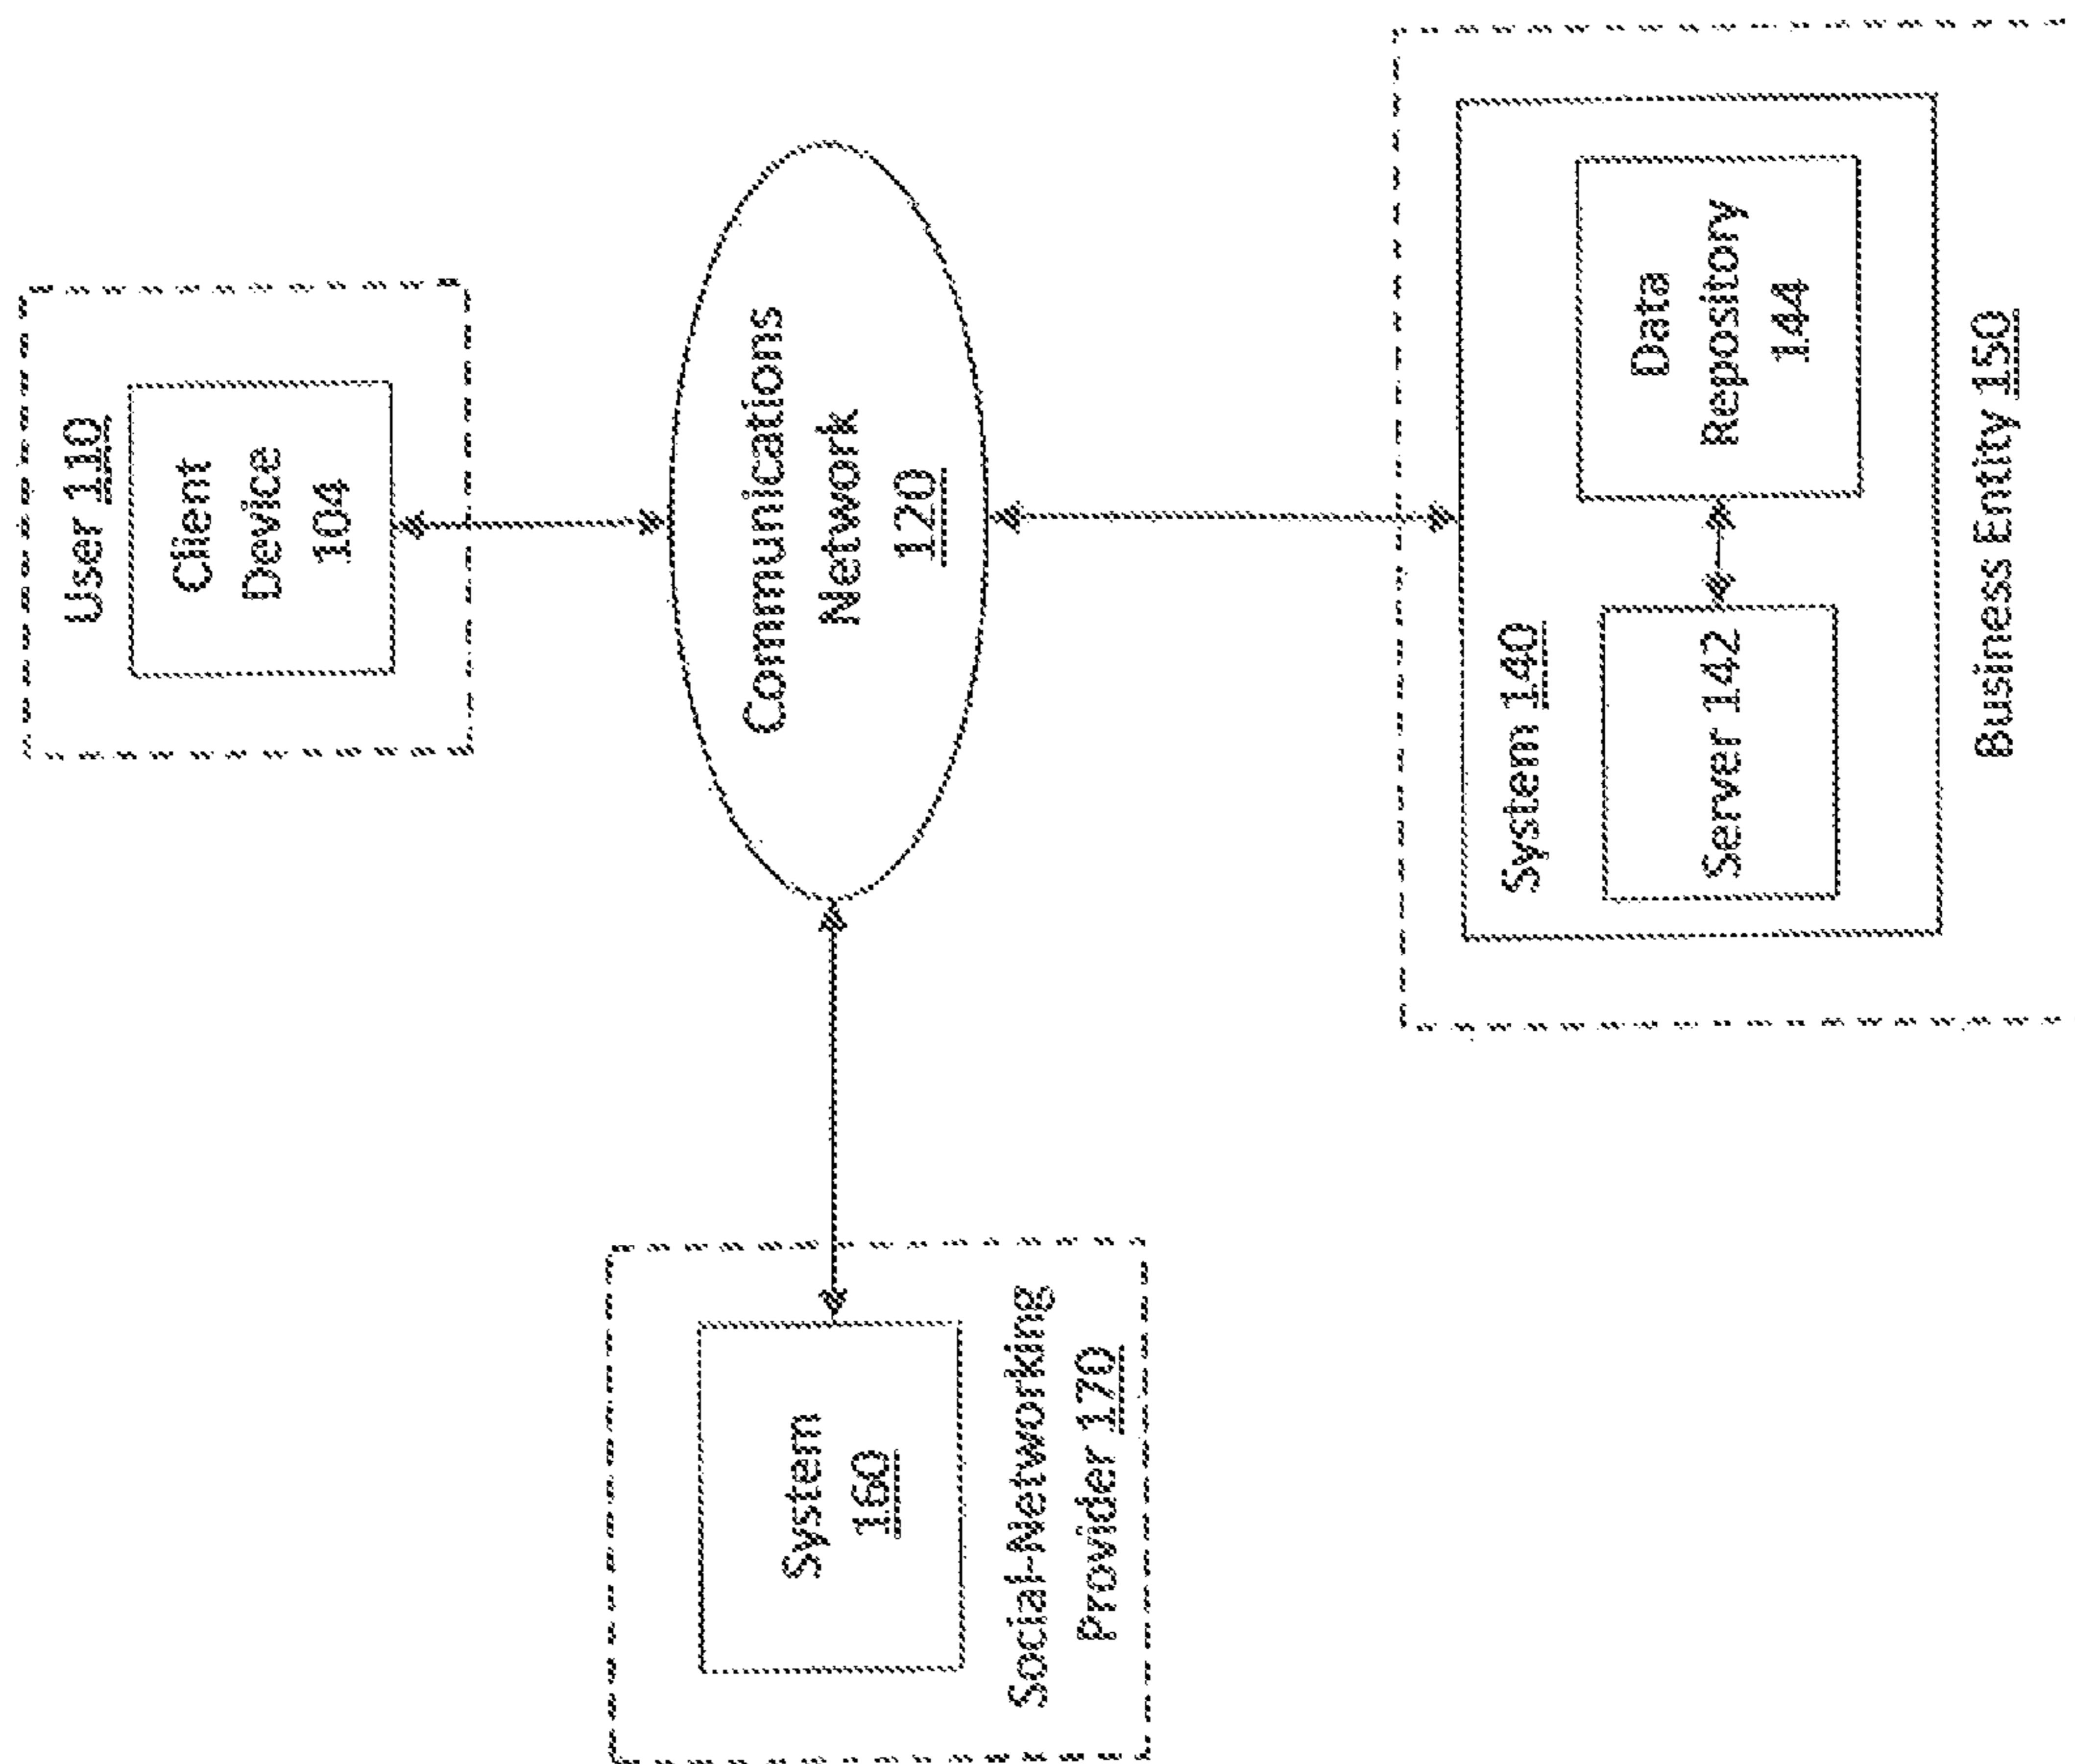 User 110
Client
Device
104
Communications
Network
120
System
160
Social-Networking
Provider 170
System 140
Server 142
Data
Repository
144
Business Entity 150